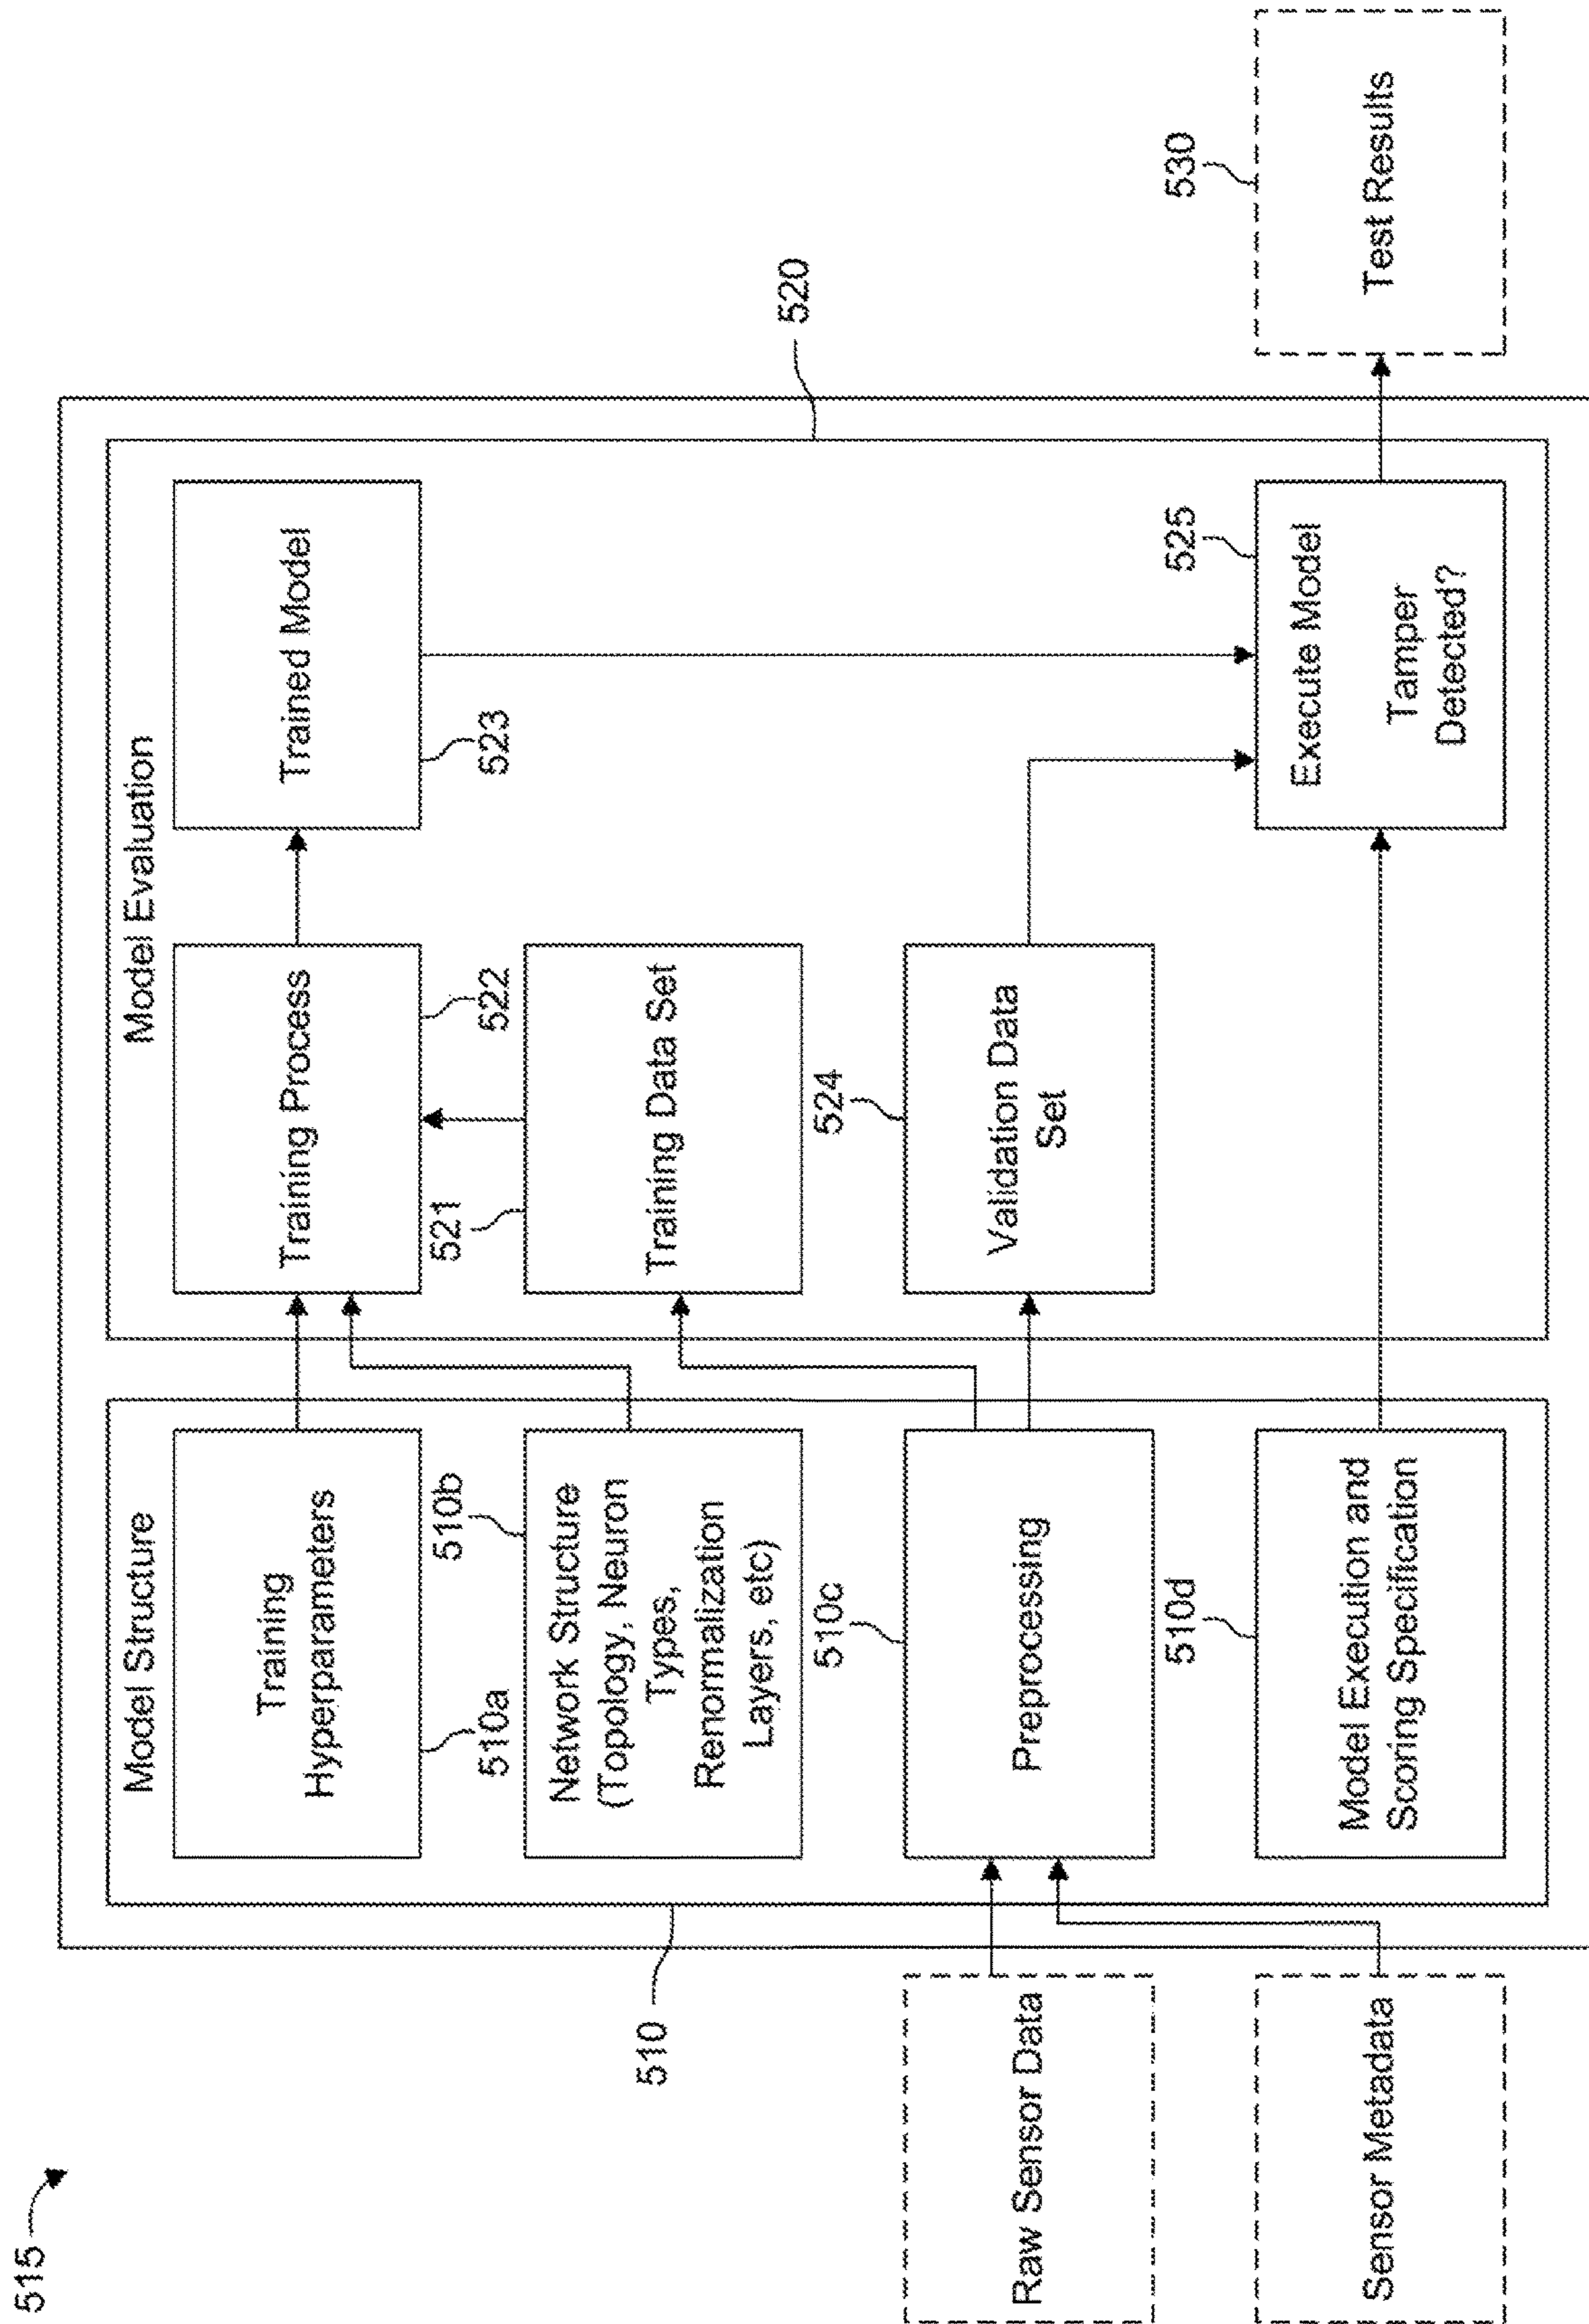 515
Model Structure
Training
Hyperparameters
510a
510b
Network Structure
(Topology, Neuron
Types,
Renormalization
Layers, etc)
510c
Preprocessing
510d
Model Execution and
Scoring Specification
510
Raw Sensor Data
Sensor Metadata
Model Evaluation
Training Process
522
521
Training Data Set
524
Validation Data
Set
Trained Model
523
525
Execute Model
Tamper
Detected?
520
530
Test Results